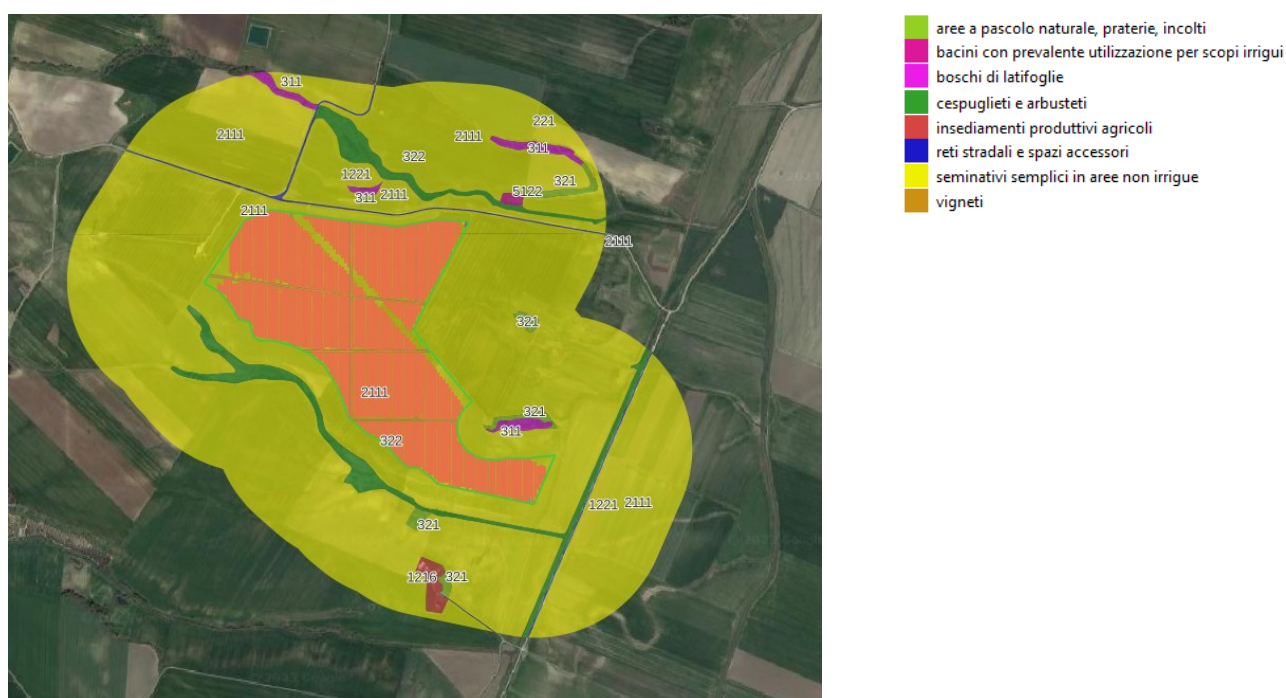 311
2111
221
2111
311
322
1221
321
311
2111
5122
2111
2111
321
2111
321
311
322
1221
2111
321
1216
321
aree a pascolo naturale, praterie, incolti
bacini con prevalente utilizzazione per scopi irrigui
boschi di latifoglie
cespuglieti e arbusteti
insediamenti produttivi agricoli
reti stradali e spazi accessori
seminativi semplici in aree non irrigue
vigneti